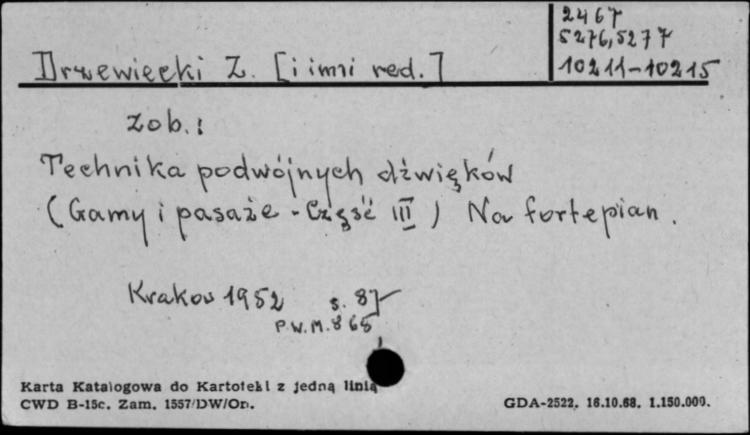 2467
5276,5277
10211-10215
Drzewiecki Z. [i inni red.]
Zob.:
Technika podwójnych dźwięków
(Gamy i pasaże - Część III) Na fortepian.
Krakow 1952 s. 87
P.W.M. 865
Karta Katalogowa do Kartoteki z jedną linią
CWD B-15c. Zam. 1557/DW/Op. GDA-2522. 16.10.68. 1.150.000.